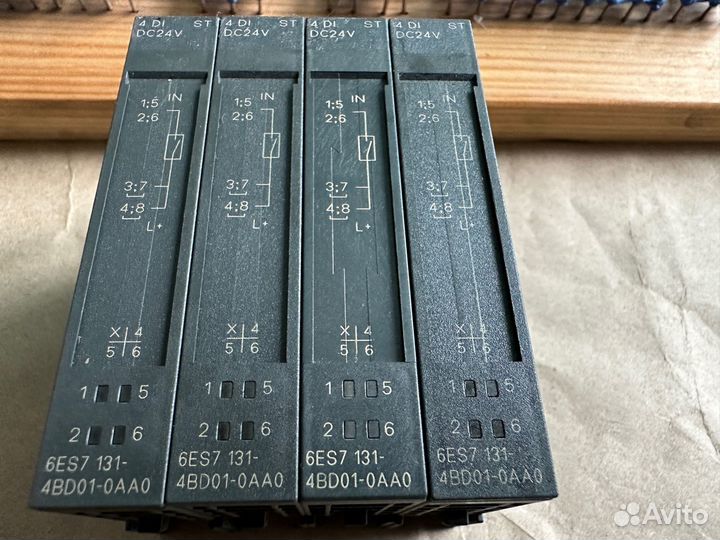 4 DI ST
DC24V
IN
1;5
2;6
3;7
4;8
L+
X 4
5 6
1 5
2 6
6ES7 131-
4BD01-0AA0
4 DI ST
DC24V
IN
1;5
2;6
3;7
4;8
L+
X 4
5 6
1 5
2 6
6ES7 131-
4BD01-0AA0
4 DI ST
DC24V
IN
1;5
2;6
3;7
4;8
L+
X 4
5 6
1 5
2 6
6ES7 131-
4BD01-0AA0
4 DI ST
DC24V
IN
1;5
2;6
3;7
4;8
L+
X 4
5 6
1 5
2 6
6ES7 131-
4BD01-0AA0
Avito